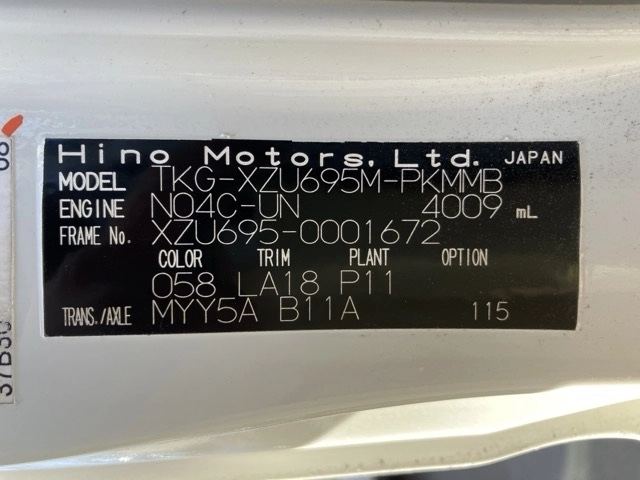 Hino Motors, Ltd. JAPAN
MODEL TKG-XZU695M-PKMMB
ENGINE N04C-UN 4009 mL
FRAME No. XZU695-0001672
COLOR TRIM PLANT OPTION
058 LA18 P11
TRANS./AXLE MYY5A B11A 115